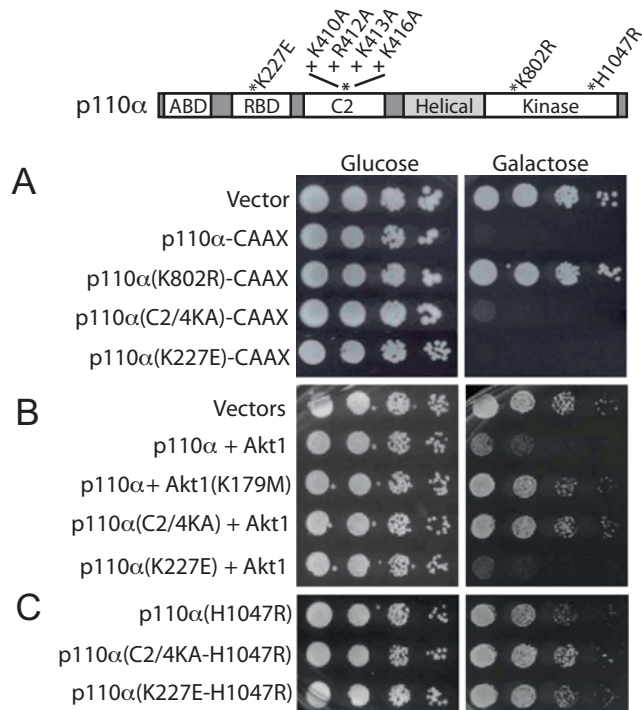 + K410A
+ R412A
+ K413A
+ K416A
*K227E
*
*K802R
*H1047R
p110α
ABD
RBD
C2
Helical
Kinase
A
Glucose
Galactose
Vector
p110α-CAAX
p110α(K802R)-CAAX
p110α(C2/4KA)-CAAX
p110α(K227E)-CAAX
B
Vectors
p110α + Akt1
p110α+ Akt1(K179M)
p110α(C2/4KA) + Akt1
p110α(K227E) + Akt1
C
p110α(H1047R)
p110α(C2/4KA-H1047R)
p110α(K227E-H1047R)